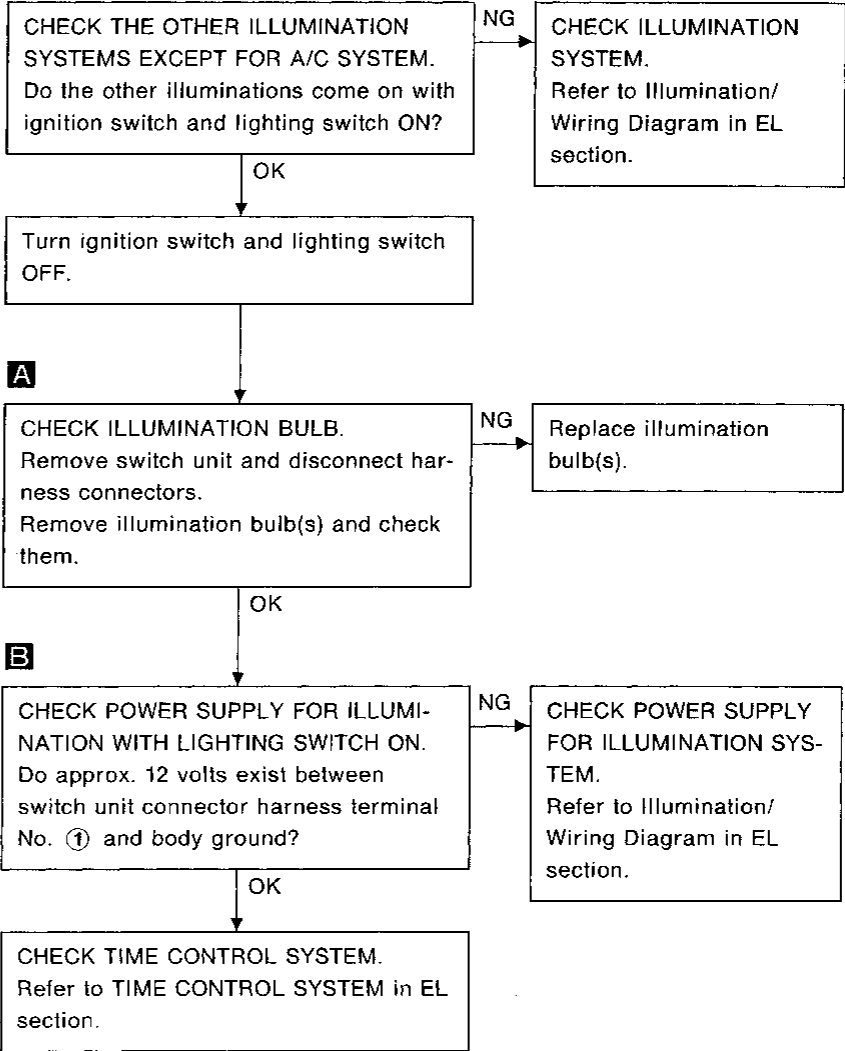 CHECK THE OTHER ILLUMINATION
SYSTEMS EXCEPT FOR A/C SYSTEM.
Do the other illuminations come on with
ignition switch and lighting switch ON?
NG
CHECK ILLUMINATION
SYSTEM.
Refer to Illumination/
Wiring Diagram in EL
section.
OK
Turn ignition switch and lighting switch
OFF.
A
CHECK ILLUMINATION BULB.
Remove switch unit and disconnect har-
ness connectors.
Remove illumination bulb(s) and check
them.
NG
Replace illumination
bulb(s).
OK
B
CHECK POWER SUPPLY FOR ILLUMI-
NATION WITH LIGHTING SWITCH ON.
Do approx. 12 volts exist between
switch unit connector harness terminal
No. ① and body ground?
NG
CHECK POWER SUPPLY
FOR ILLUMINATION SYS-
TEM.
Refer to Illumination/
Wiring Diagram in EL
section.
OK
CHECK TIME CONTROL SYSTEM.
Refer to TIME CONTROL SYSTEM in EL
section.